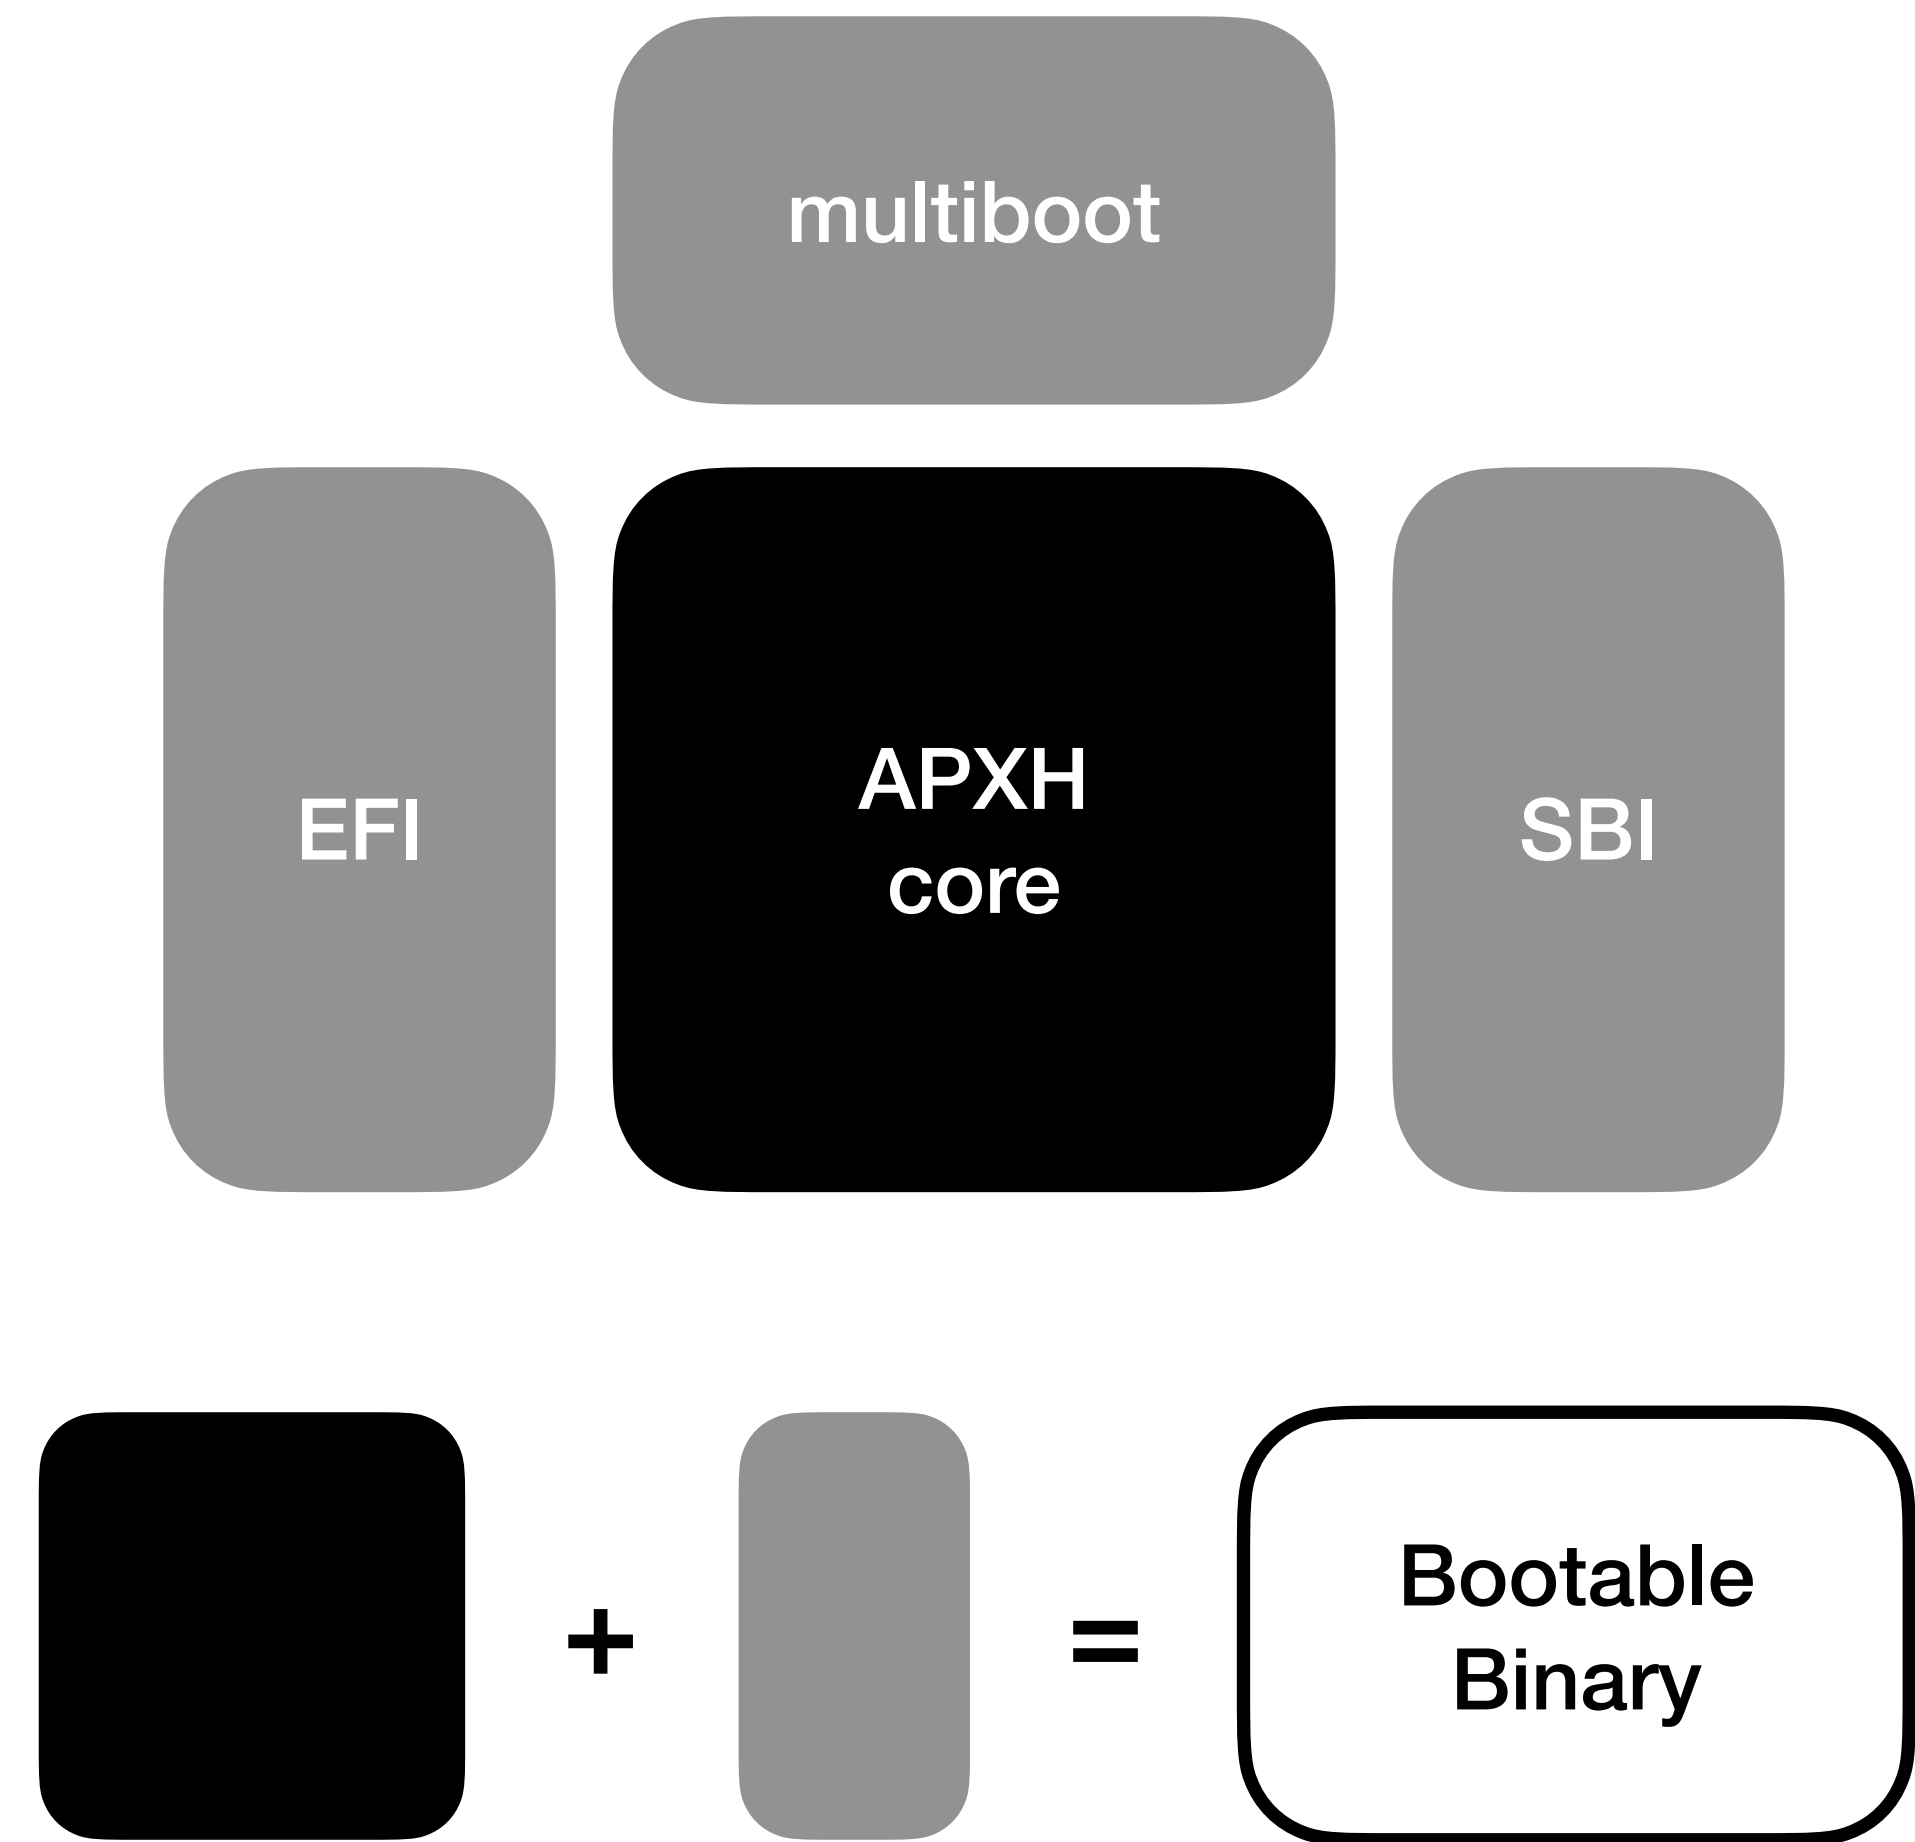 multiboot
EFI
APXH
core
SBI
+
=
Bootable
Binary